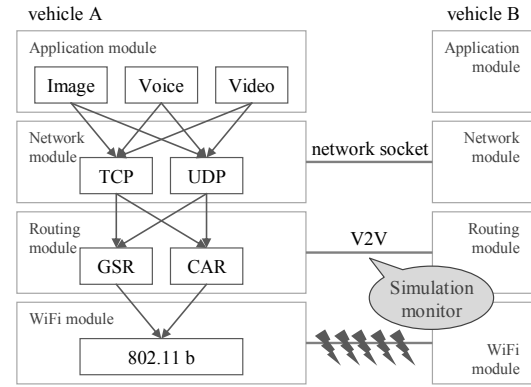 vehicle A
vehicle B
Application module
Image
Voice
Video
Application
module
Network
module
TCP
UDP
network socket
Network
module
Routing
module
GSR
CAR
V2V
Routing
module
Simulation
monitor
WiFi module
802.11 b
WiFi
module